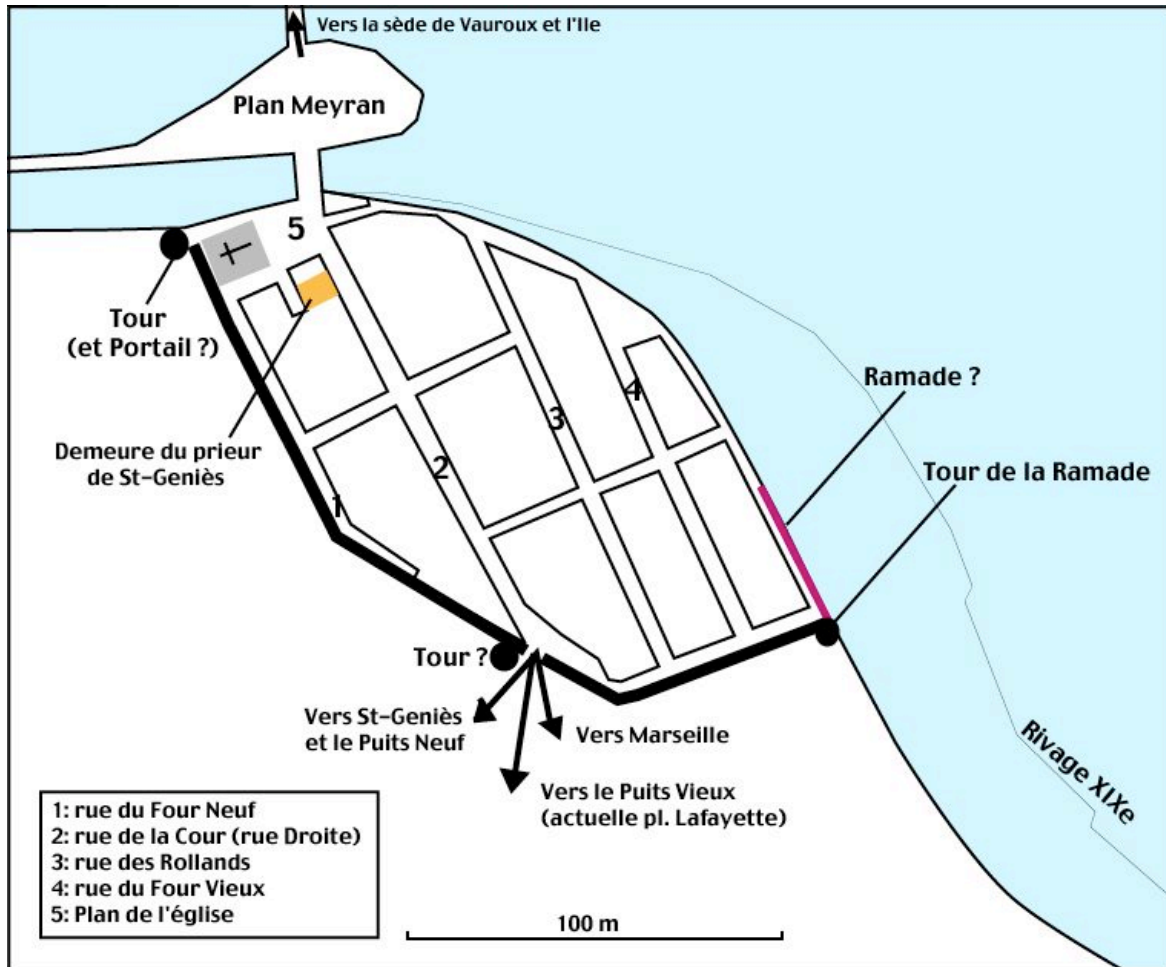 Vers la sède de Vauroux et l'Ile
Plan Meyran
5
Tour
(et Portail ?)
Ramade ?
4
3
Demeure du prieur
de St-Geniès
2
Tour de la Ramade
1
Tour ?
Vers St-Geniès
et le Puits Neuf
Vers Marseille
Vers le Puits Vieux
(actuelle pl. Lafayette)
Rivage XIXe
1: rue du Four Neuf
2: rue de la Cour (rue Droite)
3: rue des Rollands
4: rue du Four Vieux
5: Plan de l'église
100 m